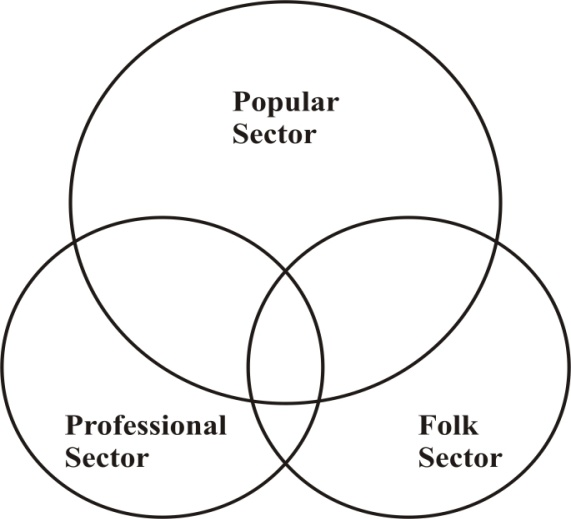 Popular
Sector
Professional
Sector
Folk
Sector